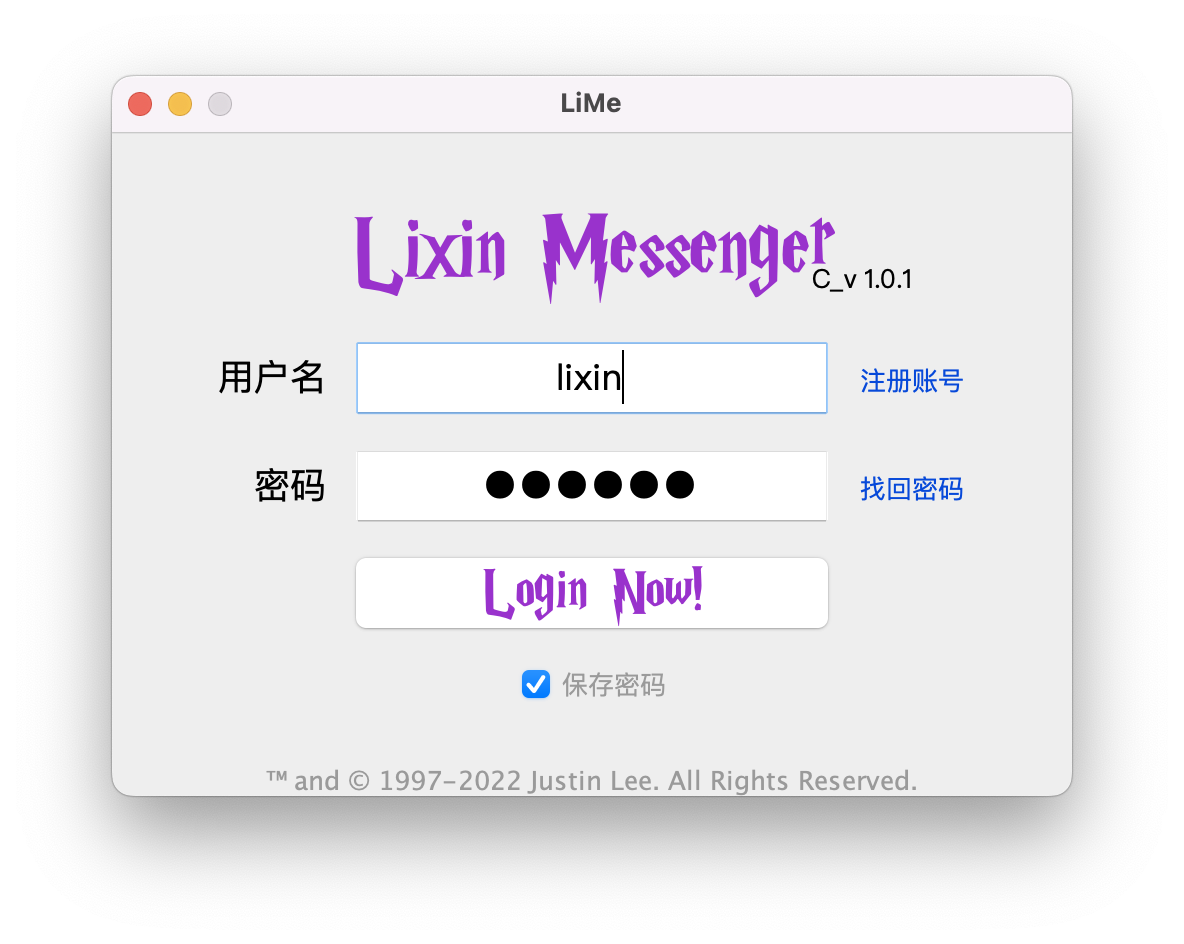 LiMe
Lixin Messenger C_v 1.0.1
用户名 lixin 注册账号
密码 ●●●●●● 找回密码
Login Now!
保存密码
™ and © 1997-2022 Justin Lee. All Rights Reserved.